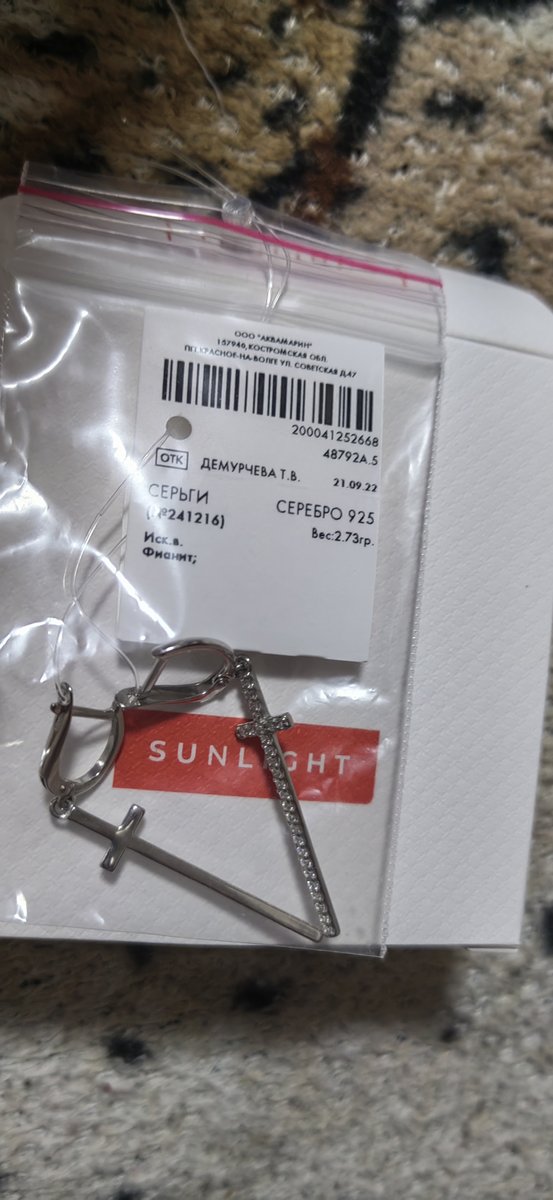 ООО "АКВАМАРИН"
157940, КОСТРОМСКАЯ ОБЛ.
ПГТ.КРАСНОЕ-НА-ВОЛГЕ УЛ. СОВЕТСКАЯ Д.47
200041252668
48792А.5
ОТК ДЕМУРЧЕВА Т.В. 21.09.22
СЕРЬГИ СЕРЕБРО 925
(№241216) Вес:2.73гр.
Иск.в.
Фианит;
SUNLIGHT